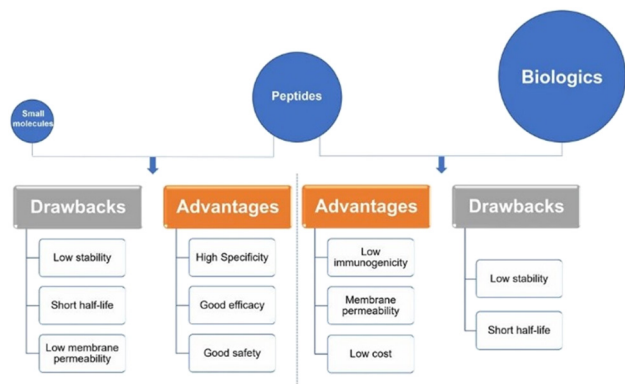 Small
molecules
Peptides
Biologics
Drawbacks
Low stability
Short half-life
Low membrane
permeability
Advantages
High Specificity
Good efficacy
Good safety
Advantages
Low
immunogenicity
Membrane
permeability
Low cost
Drawbacks
Low stability
Short half-life